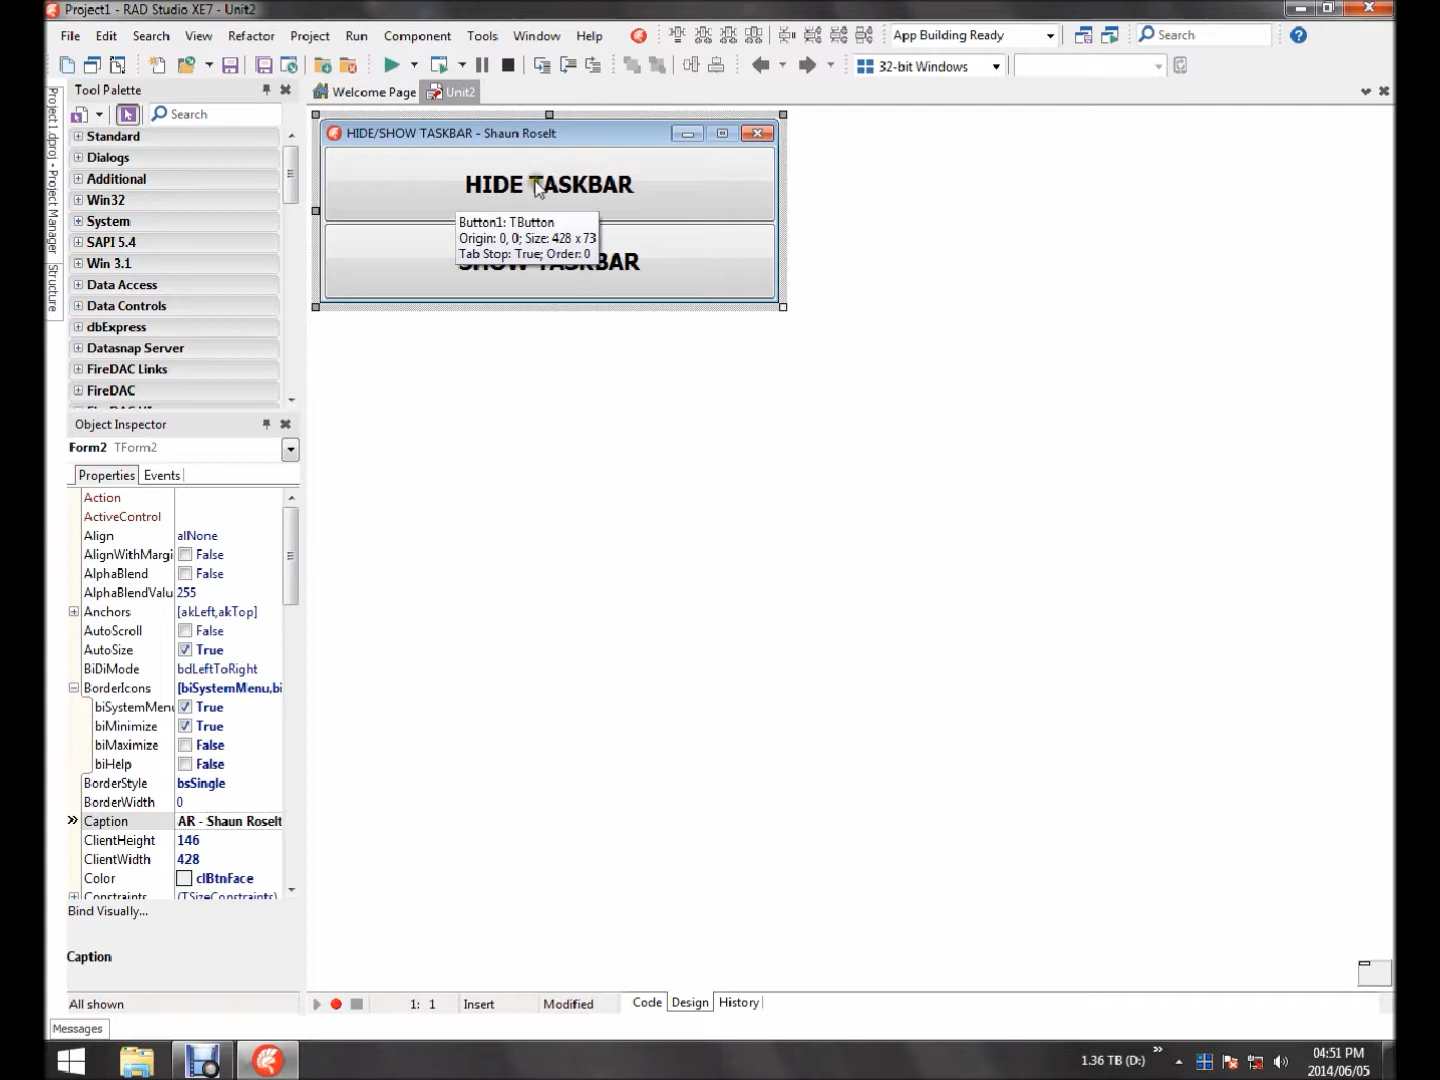 Project1 - RAD Studio XE7 - Unit2
File Edit Search View Refactor Project Run Component Tools Window Help
App Building Ready
Search
32-bit Windows
Tool Palette
Welcome Page
Unit2
Search
Project1.dproj - Project Manager
Structure
Standard
Dialogs
Additional
Win32
System
SAPI 5.4
Win 3.1
Data Access
Data Controls
dbExpress
Datasnap Server
FireDAC Links
FireDAC
HIDE/SHOW TASKBAR - Shaun Roselt
HIDE TASKBAR
Button1: TButton
Origin: 0, 0; Size: 428 x 73
Tab Stop: True; Order: 0
SHOW TASKBAR
Object Inspector
Form2 TForm2
Properties Events
Action
ActiveControl
Align alNone
AlignWithMargi False
AlphaBlend False
AlphaBlendValu 255
Anchors [akLeft,akTop]
AutoScroll False
AutoSize True
BiDiMode bdLeftToRight
BorderIcons [biSystemMenu,bi
biSystemMenu True
biMinimize True
biMaximize False
biHelp False
BorderStyle bsSingle
BorderWidth 0
Caption AR - Shaun Roselt
ClientHeight 146
ClientWidth 428
Color clBtnFace
Constraints (TSizeConstraints)
Bind Visually...
Caption
All shown
1: 1
Insert
Modified
Code Design History
Messages
1.36 TB (D:)
04:51 PM
2014/06/05